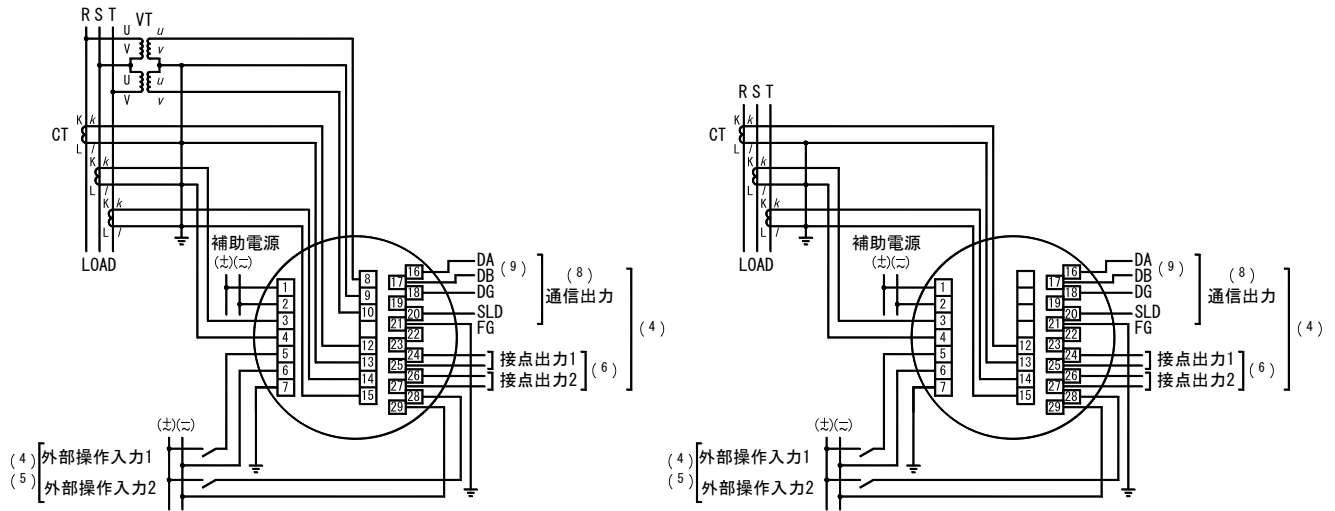 R S T
VT
U
u
V
v
U
u
V
v
CT
K k
L l
K k
L l
K k
L l
LOAD
補助電源
(±)(≂)
1
2
3
4
5
6
7
8
9
10
12
13
14
15
16
17
18
19
20
21
22
23
24
25
26
27
28
29
DA
DB
DG
SLD
FG
(9)
(8)
通信出力
(4)
接点出力1
接点出力2
(6)
(±)(≂)
(4)
(5)
外部操作入力1
外部操作入力2
R S T
CT
K k
L l
K k
L l
K k
L l
LOAD
補助電源
(±)(≂)
1
2
3
4
5
6
7
12
13
14
15
16
17
18
19
20
21
22
23
24
25
26
27
28
29
DA
DB
DG
SLD
FG
(9)
(8)
通信出力
(4)
接点出力1
接点出力2
(6)
(±)(≂)
(4)
(5)
外部操作入力1
外部操作入力2